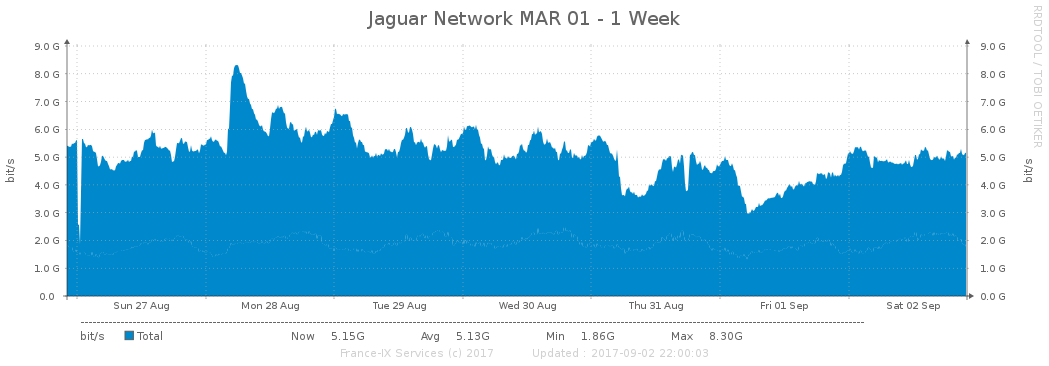 Jaguar Network MAR 01 - 1 Week
RRDTOOL / TOBI OETIKER
bit/s
9.0 G 9.0 G
8.0 G 8.0 G
7.0 G 7.0 G
6.0 G 6.0 G
5.0 G 5.0 G
4.0 G 4.0 G
3.0 G 3.0 G
2.0 G 2.0 G
1.0 G 1.0 G
0.0 0.0 G
bit/s
Sun 27 Aug Mon 28 Aug Tue 29 Aug Wed 30 Aug Thu 31 Aug Fri 01 Sep Sat 02 Sep
bit/s Total Now 5.15G Avg 5.13G Min 1.86G Max 8.30G
France-IX Services (c) 2017 Updated : 2017-09-02 22:00:03